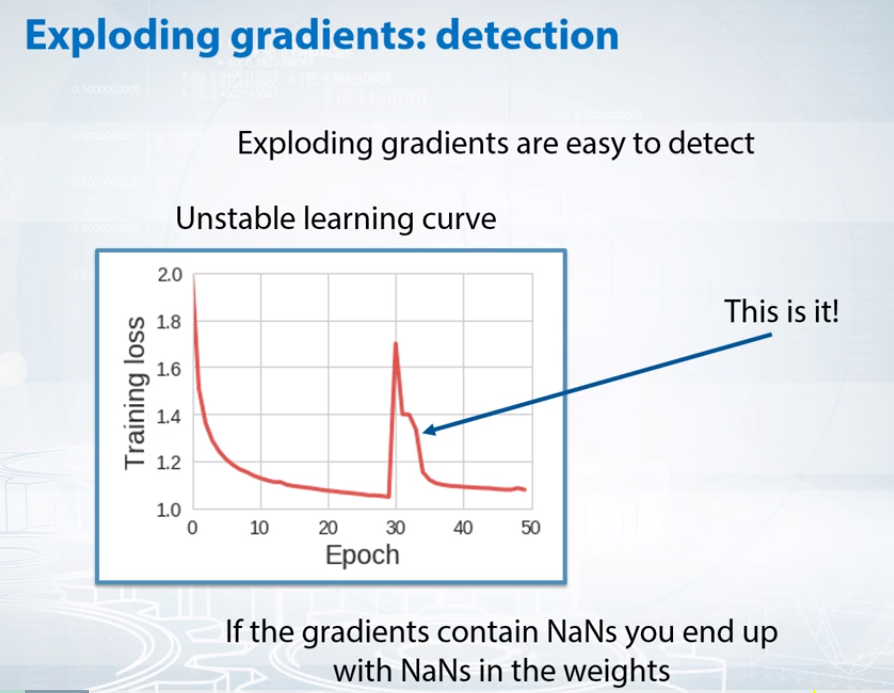 Exploding gradients: detection
Exploding gradients are easy to detect
Unstable learning curve
This is it!
2.0
1.8
1.6
1.4
1.2
1.0
Training loss
0 10 20 30 40 50
Epoch
If the gradients contain NaNs you end up
with NaNs in the weights